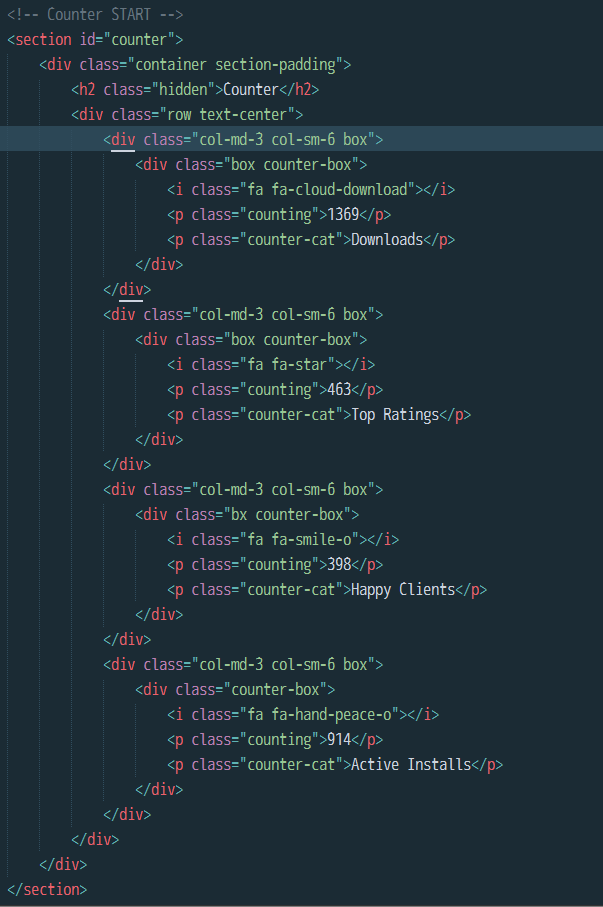 <!-- Counter START -->
<section id="counter">
    <div class="container section-padding">
        <h2 class="hidden">Counter</h2>
        <div class="row text-center">
            <div class="col-md-3 col-sm-6 box">
                <div class="box counter-box">
                    <i class="fa fa-cloud-download"></i>
                    <p class="counting">1369</p>
                    <p class="counter-cat">Downloads</p>
                </div>
            </div>
            <div class="col-md-3 col-sm-6 box">
                <div class="box counter-box">
                    <i class="fa fa-star"></i>
                    <p class="counting">463</p>
                    <p class="counter-cat">Top Ratings</p>
                </div>
            </div>
            <div class="col-md-3 col-sm-6 box">
                <div class="bx counter-box">
                    <i class="fa fa-smile-o"></i>
                    <p class="counting">398</p>
                    <p class="counter-cat">Happy Clients</p>
                </div>
            </div>
            <div class="col-md-3 col-sm-6 box">
                <div class="counter-box">
                    <i class="fa fa-hand-peace-o"></i>
                    <p class="counting">914</p>
                    <p class="counter-cat">Active Installs</p>
                </div>
            </div>
        </div>
    </div>
</section>